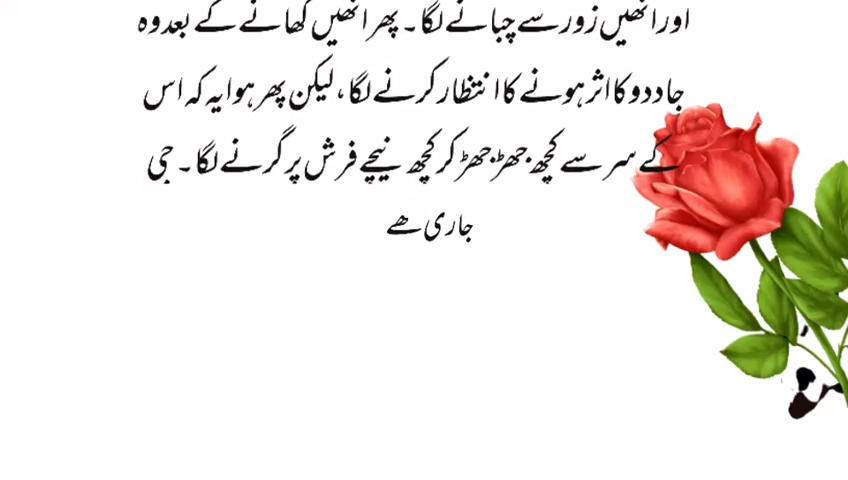 اور انھیں زور سے چبانے لگا۔ پھر انھیں کھانے کے بعد وہ
جاددو کا اثر ہونے کا انتظار کرنے لگا، لیکن پھر ہوا یہ کہ اس
کے سر سے کچھ جھڑ جھڑ کر کچھ نیچے فرش پر گرنے لگا۔ جی
جاری ھے